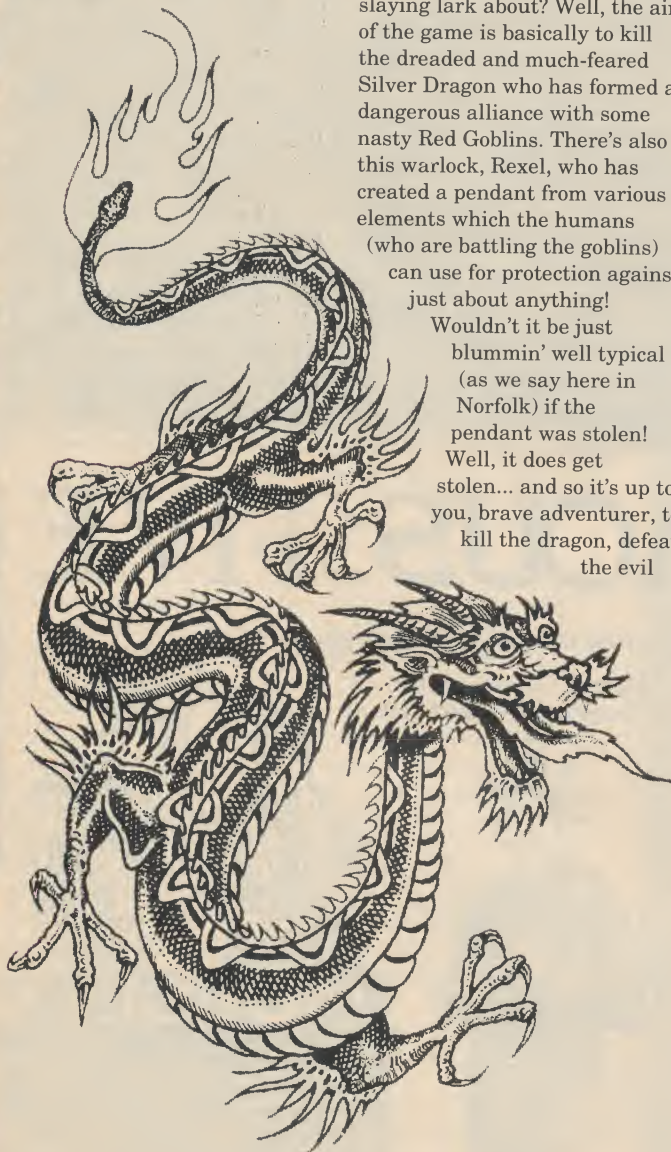 slaying lark about? Well, the
of the game is basically to kill
the dreaded and much-feared
Silver Dragon who has formed
dangerous alliance with some
nasty Red Goblins. There's also
this warlock, Rexel, who has
created a pendant from various
elements which the humans
(who are battling the goblins)
can use for protection
just about anything!
Wouldn't it be just
blummin' well typical
(as we say here in
Norfolk) if the
pendant was stolen!
Well, it does get
stolen... and so it's up
you, brave adventurer,
kill the dragon,
the evil